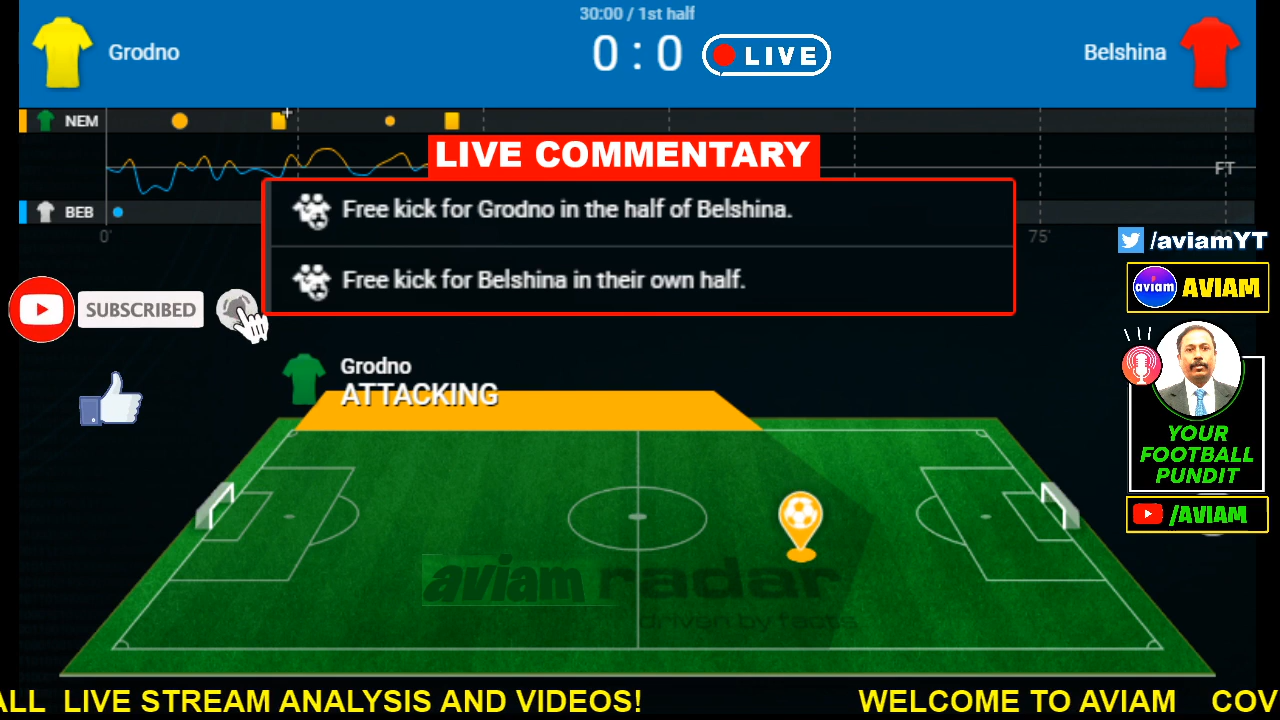 30:00 / 1st half
Grodno
0 : 0
LIVE
Belshina
NEM
LIVE COMMENTARY
FT
Free kick for Grodno in the half of Belshina.
BEB
0'
75'
/aviamYT
Free kick for Belshina in their own half.
aviam AVIAM
SUBSCRIBED
Grodno
ATTACKING
YOUR
FOOTBALL
PUNDIT
/AVIAM
aviam radar
driven by facts
ALL LIVE STREAM ANALYSIS AND VIDEOS! WELCOME TO AVIAM COV